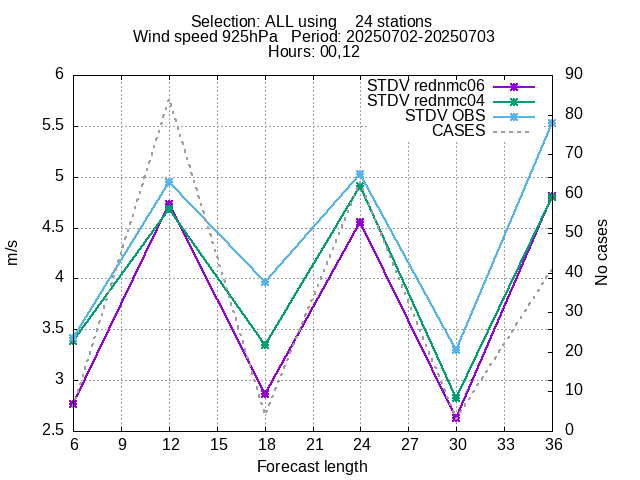 Selection: ALL using    24 stations
Wind speed 925hPa   Period: 20250702-20250703
Hours: 00,12
STDV rednmc06
STDV rednmc04
STDV OBS
CASES
6
5.5
5
4.5
4
3.5
3
2.5
m/s
90
80
70
60
50
40
30
20
10
0
No cases
6 9 12 15 18 21 24 27 30 33 36
Forecast length